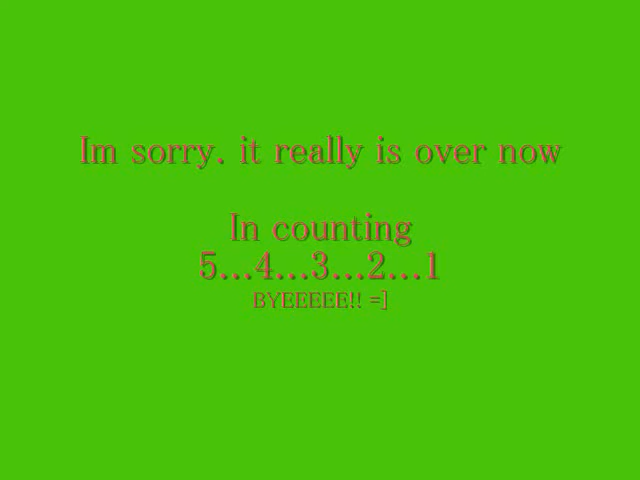 Im sorry. it really is over now
In counting
5...4...3...2...1
BYEEEEE!! =]